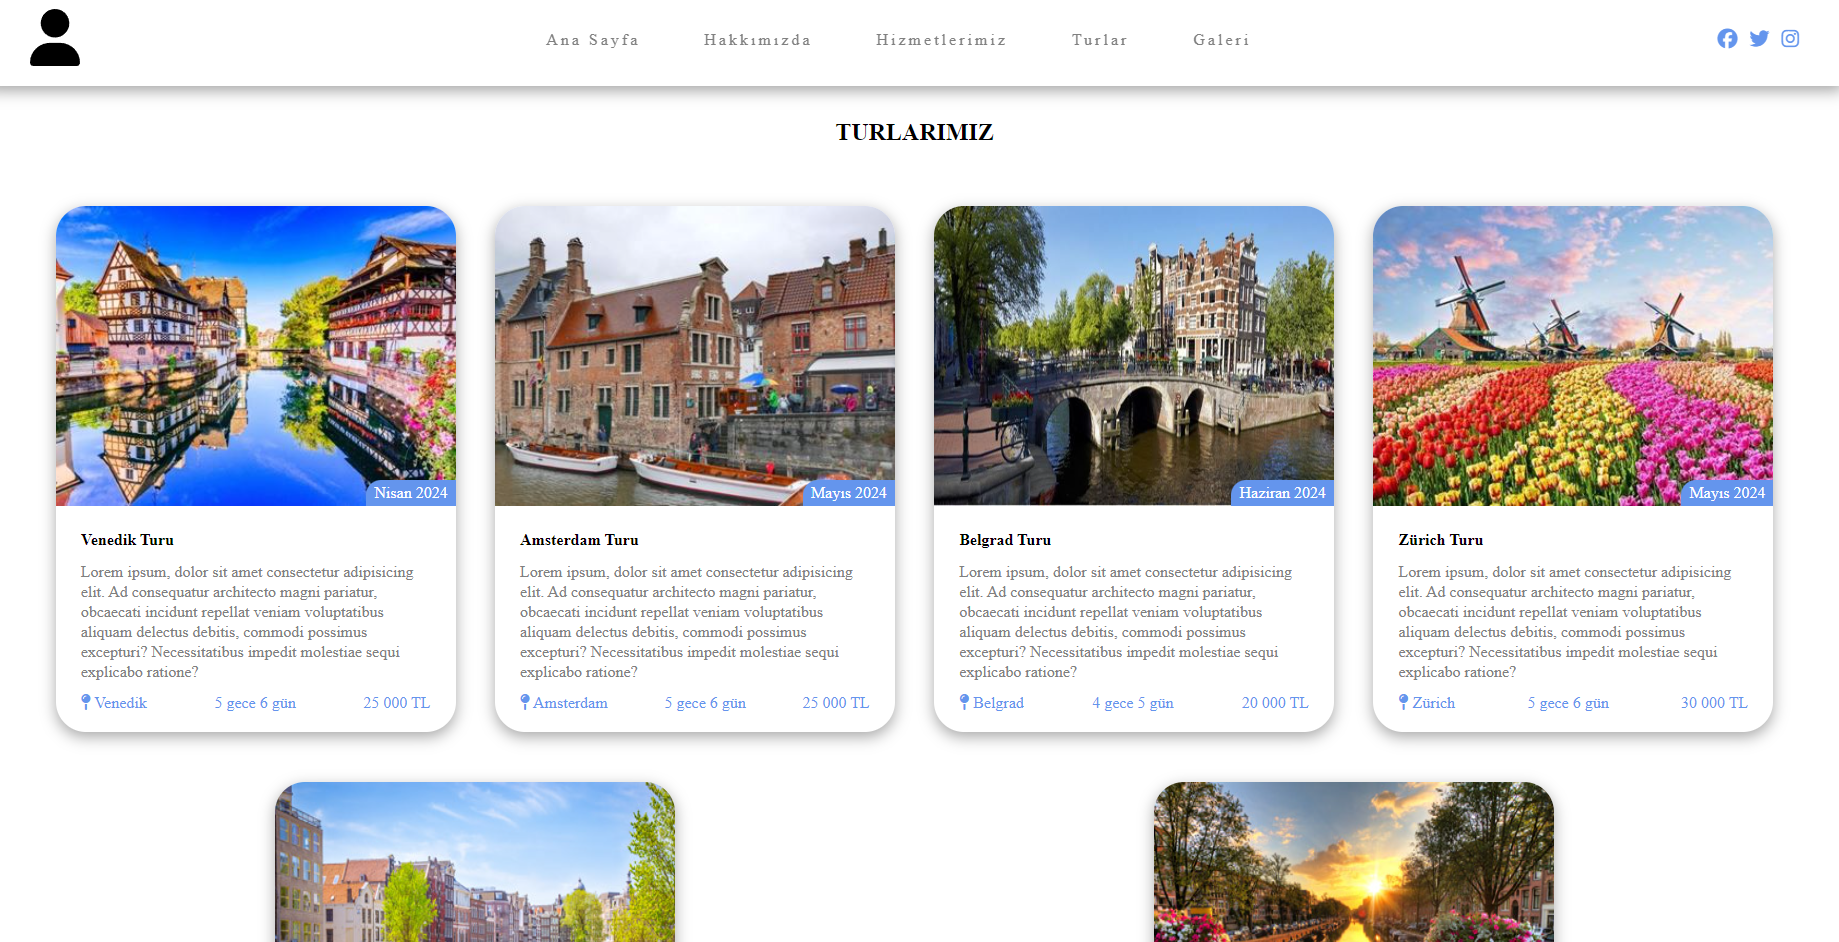 Ana Sayfa
Hakkımızda
Hizmetlerimiz
Turlar
Galeri
TURLARIMIZ
Nisan 2024
Venedik Turu
Lorem ipsum, dolor sit amet consectetur adipisicing
elit. Ad consequatur architecto magni pariatur,
obcaecati incidunt repellat veniam voluptatibus
aliquam delectus debitis, commodi possimus
excepturi? Necessitatibus impedit molestiae sequi
explicabo ratione?
Venedik
5 gece 6 gün
25 000 TL
Mayıs 2024
Amsterdam Turu
Lorem ipsum, dolor sit amet consectetur adipisicing
elit. Ad consequatur architecto magni pariatur,
obcaecati incidunt repellat veniam voluptatibus
aliquam delectus debitis, commodi possimus
excepturi? Necessitatibus impedit molestiae sequi
explicabo ratione?
Amsterdam
5 gece 6 gün
25 000 TL
Haziran 2024
Belgrad Turu
Lorem ipsum, dolor sit amet consectetur adipisicing
elit. Ad consequatur architecto magni pariatur,
obcaecati incidunt repellat veniam voluptatibus
aliquam delectus debitis, commodi possimus
excepturi? Necessitatibus impedit molestiae sequi
explicabo ratione?
Belgrad
4 gece 5 gün
20 000 TL
Mayıs 2024
Zürich Turu
Lorem ipsum, dolor sit amet consectetur adipisicing
elit. Ad consequatur architecto magni pariatur,
obcaecati incidunt repellat veniam voluptatibus
aliquam delectus debitis, commodi possimus
excepturi? Necessitatibus impedit molestiae sequi
explicabo ratione?
Zürich
5 gece 6 gün
30 000 TL